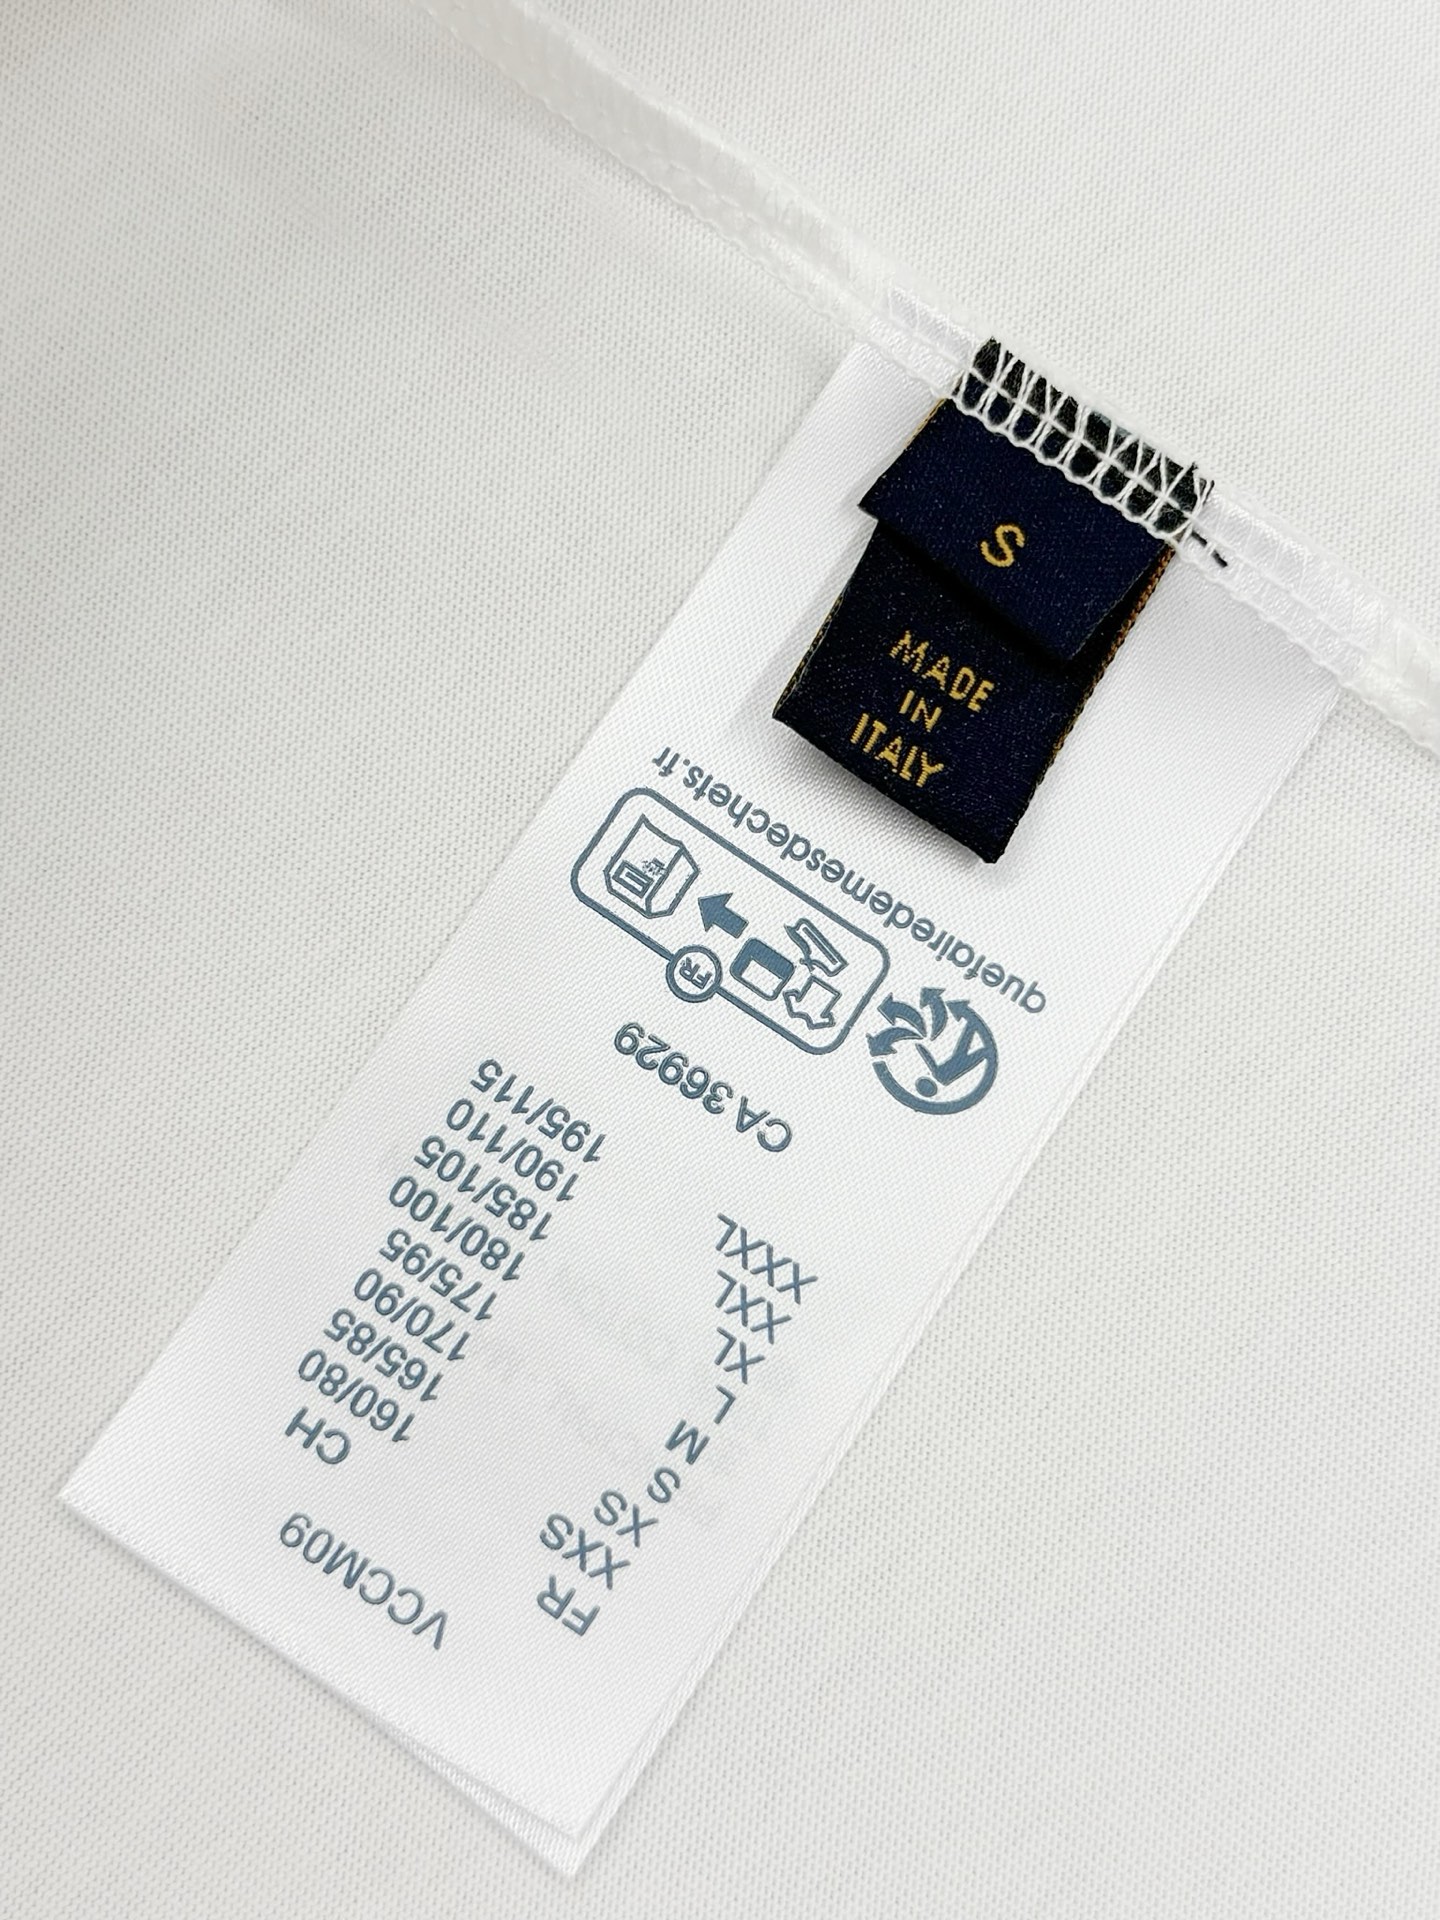 S
MADE
IN
ITALY
VCCM09
FR CH
XXS 160/80
XS 165/85
S 170/90
M 175/95
L 180/100
XL 185/105
XXL 190/110
XXXL 195/115
CA 36929
FR
quefairedemesdechets.fr